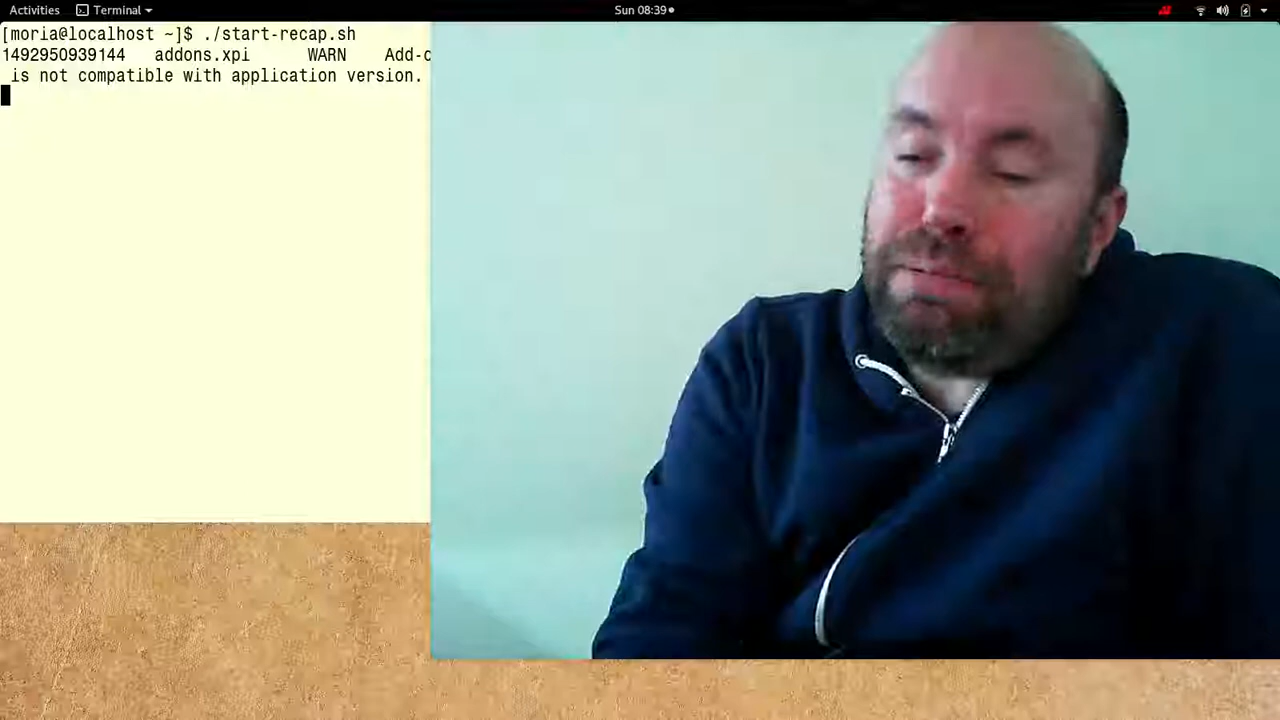 Activities Terminal Sun 08:39
[moria@localhost ~]$ ./start-recap.sh
1492950939144 addons.xpi WARN Add-
is not compatible with application version.